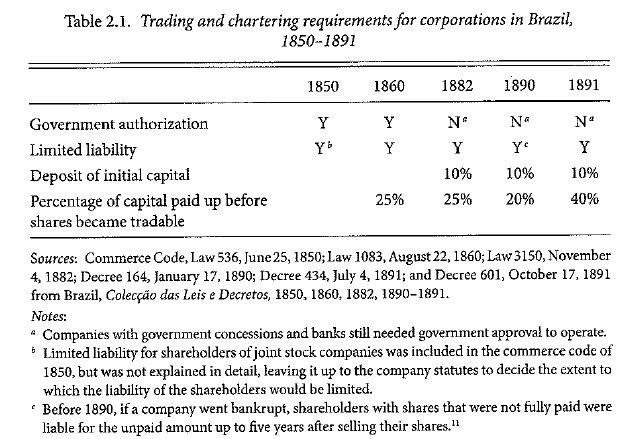 Table 2.1. Trading and chartering requirements for corporations in Brazil,
1850–1891
1850 1860 1882 1890 1891
Government authorization Y Y Nᵃ Nᵃ Nᵃ
Limited liability Yᵇ Y Y Yᶜ Y
Deposit of initial capital 10% 10% 10%
Percentage of capital paid up before 25% 25% 20% 40%
shares became tradable
Sources: Commerce Code, Law 536, June 25, 1850; Law 1083, August 22, 1860; Law 3150, November
4, 1882; Decree 164, January 17, 1890; Decree 434, July 4, 1891; and Decree 601, October 17, 1891
from Brazil, Colecção das Leis e Decretos, 1850, 1860, 1882, 1890–1891.
Notes:
ᵃ Companies with government concessions and banks still needed government approval to operate.
ᵇ Limited liability for shareholders of joint stock companies was included in the commerce code of
1850, but was not explained in detail, leaving it up to the company statutes to decide the extent to
which the liability of the shareholders would be limited.
ᶜ Before 1890, if a company went bankrupt, shareholders with shares that were not fully paid were
liable for the unpaid amount up to five years after selling their shares.¹¹